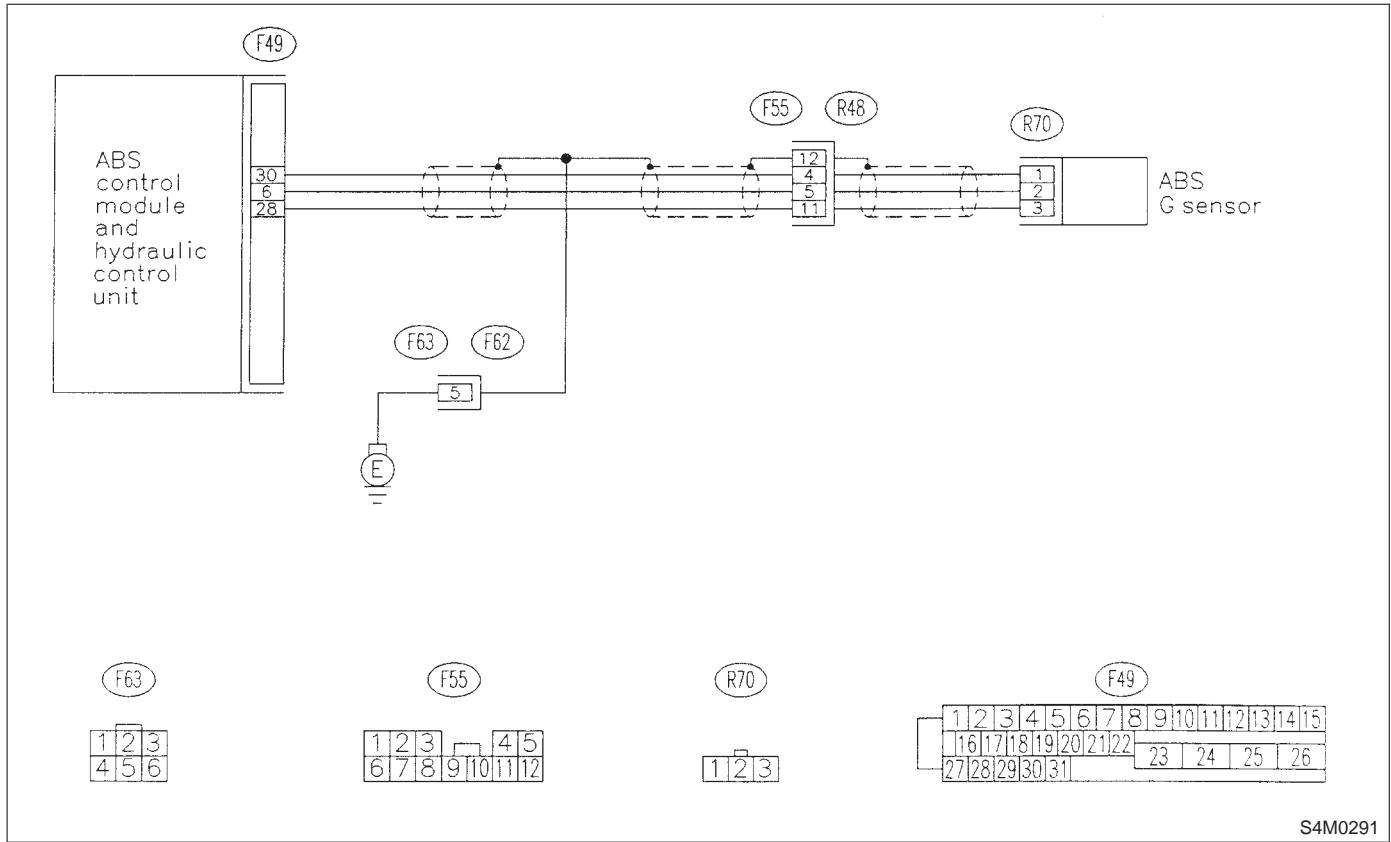 F49
ABS
control
module
and
hydraulic
control
unit
30
6
28
F55
R48
12
4
5
11
R70
1
2
3
ABS
G sensor
F63
F62
5
E
F63
1 2 3
4 5 6
F55
1 2 3 4 5
6 7 8 9 10 11 12
R70
1 2 3
F49
1 2 3 4 5 6 7 8 9 10 11 12 13 14 15
16 17 18 19 20 21 22 23 24 25 26
27 28 29 30 31
S4M0291